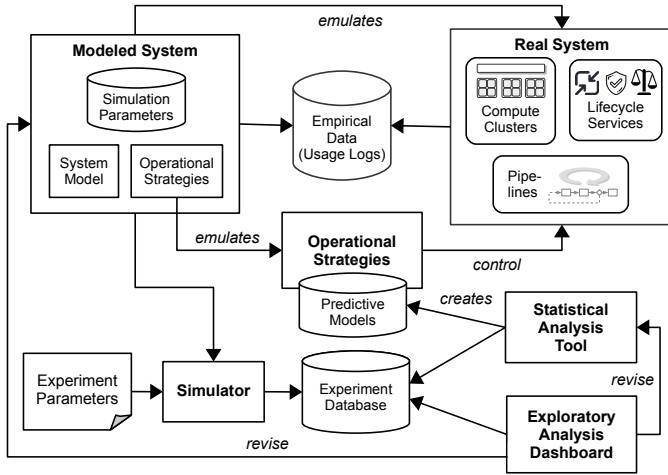 emulates
Modeled System
Simulation
Parameters
System
Model
Operational
Strategies
Empirical
Data
(Usage Logs)
Real System
Compute
Clusters
Lifecycle
Services
Pipe-
lines
emulates
Operational
Strategies
control
Predictive
Models
creates
Statistical
Analysis
Tool
Experiment
Parameters
Simulator
Experiment
Database
revise
Exploratory
Analysis
Dashboard
revise